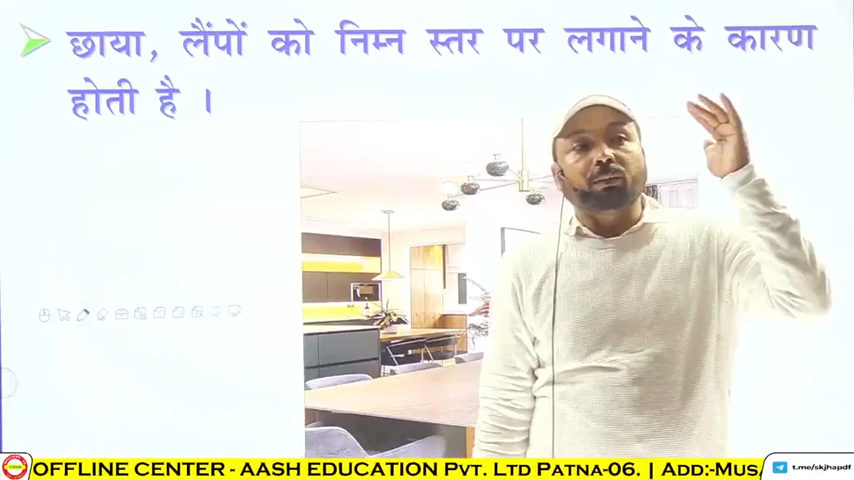 छाया, लैंपों को निम्न स्तर पर लगाने के कारण
होती है ।
OFFLINE CENTER - AASH EDUCATION PVT. LTD PATNA-06. | ADD:-MUS
t.me/skjhapdf